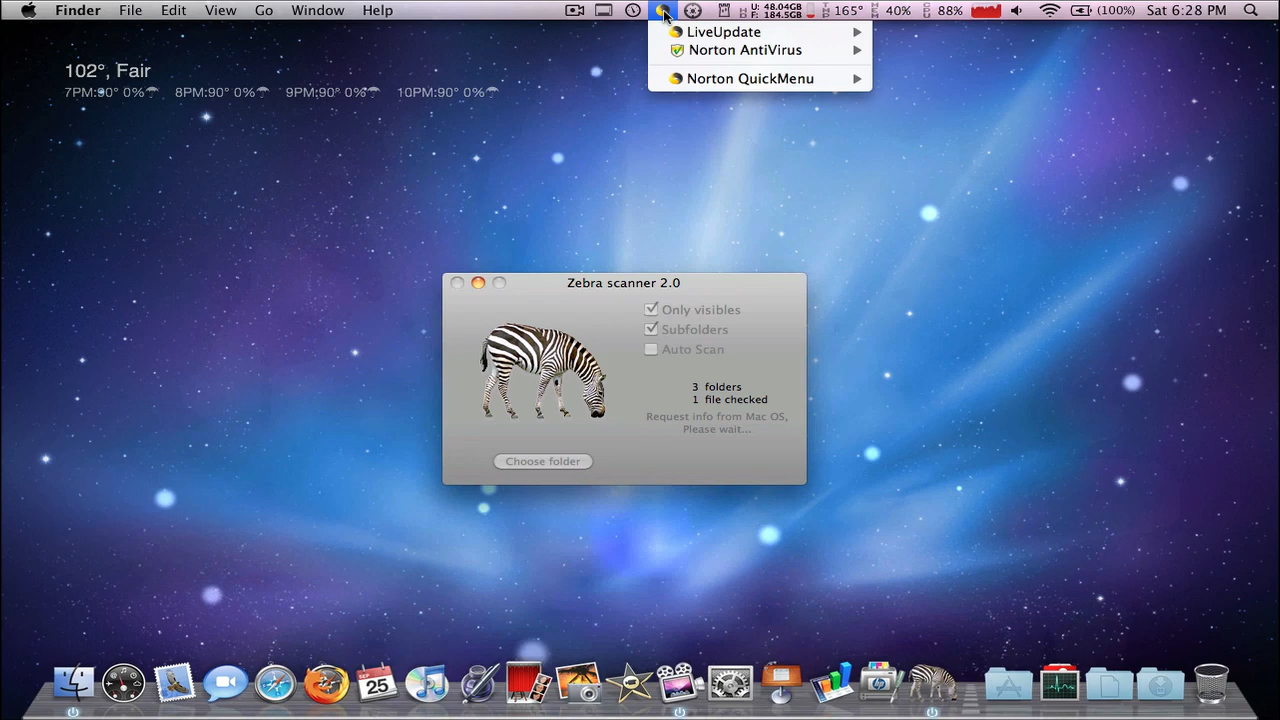 Finder File Edit View Go Window Help
U: 48.04GB
F: 184.5GB
165° 40% 88% (100%) Sat 6:28 PM
LiveUpdate
Norton AntiVirus
Norton QuickMenu
102°, Fair
7PM:90° 0% 8PM:90° 0% 9PM:90° 0% 10PM:90° 0%
Zebra scanner 2.0
Only visibles
Subfolders
Auto Scan
3 folders
1 file checked
Request info from Mac OS,
Please wait...
Choose folder
SEP
25